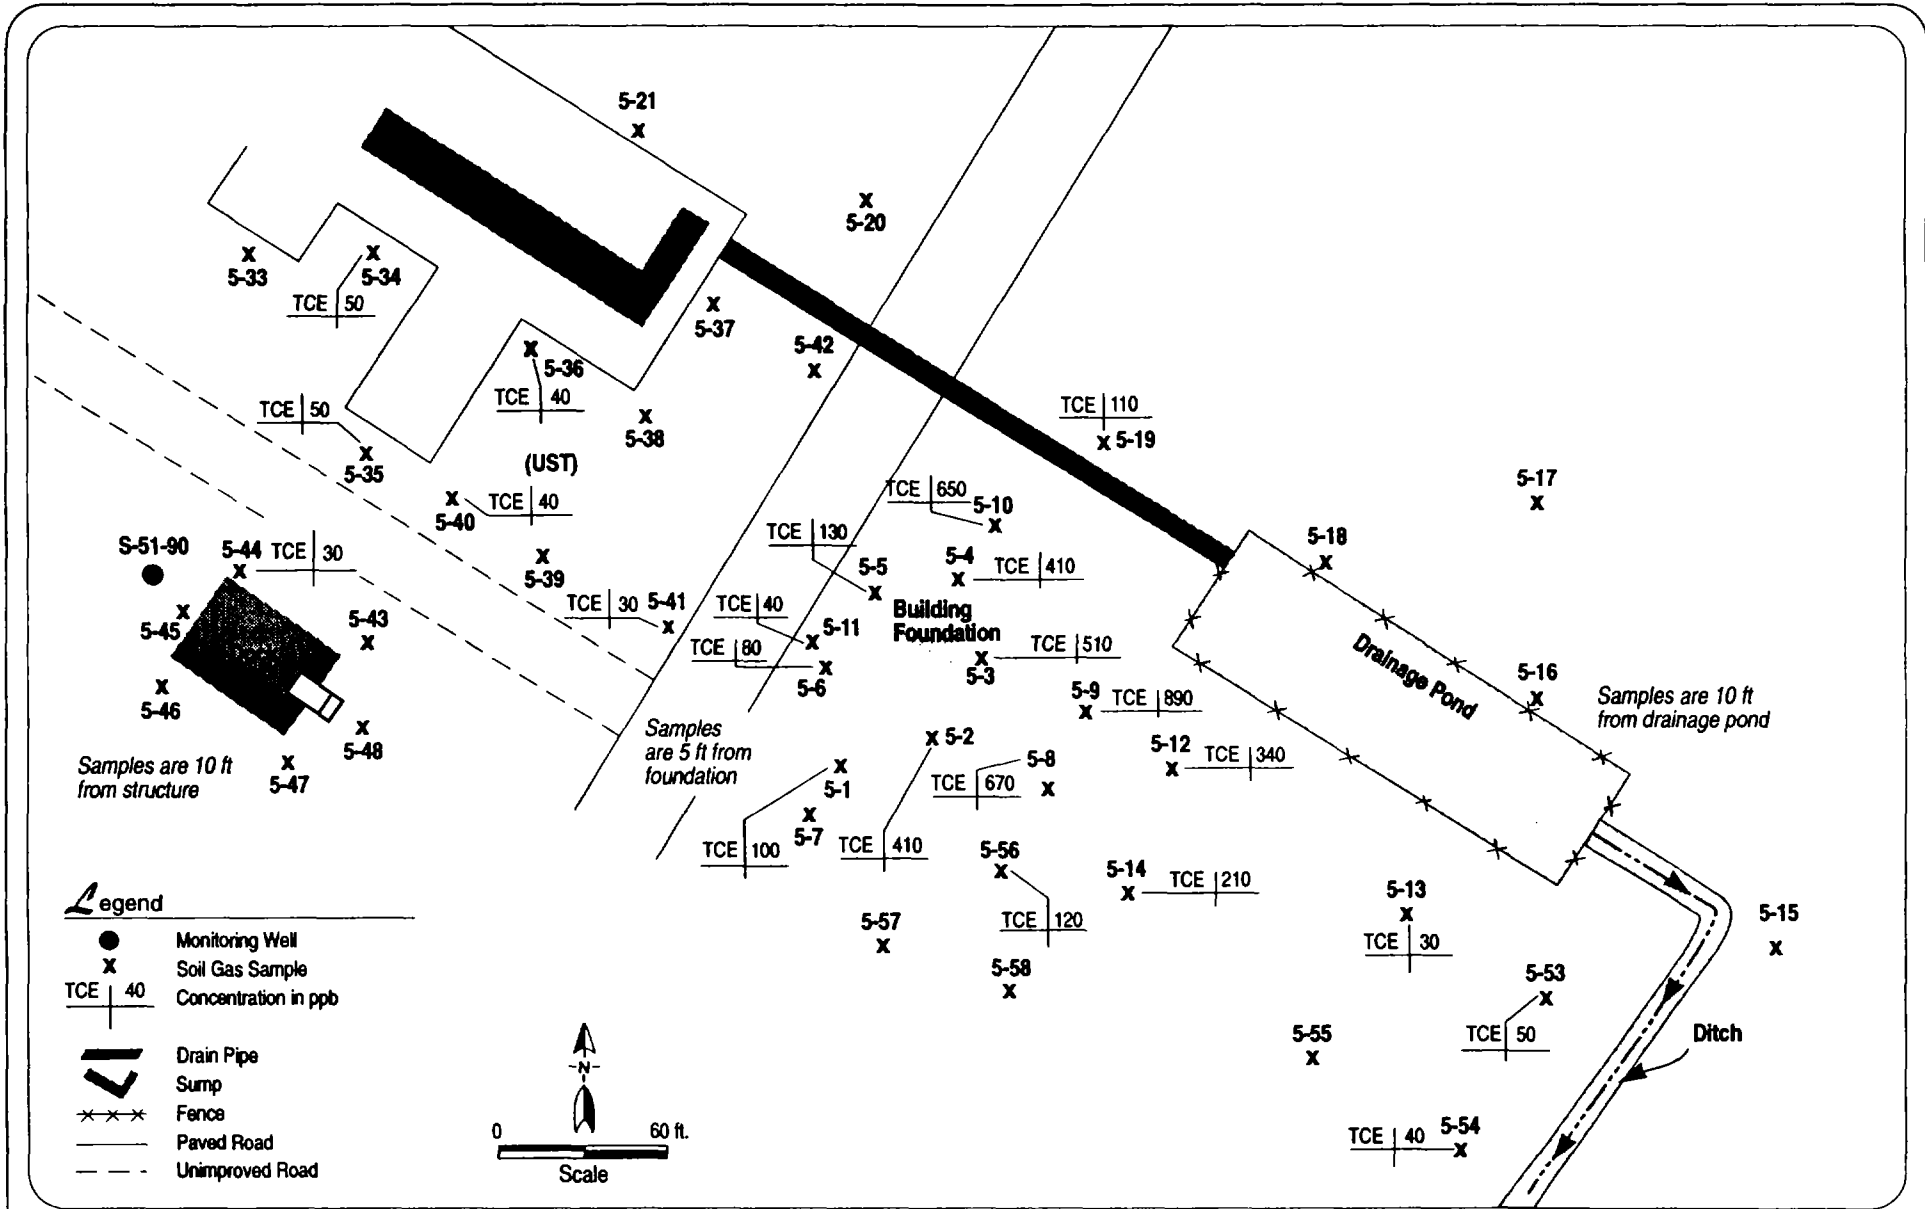 5-21
5-20
5-33
5-34
TCE 50
5-37
5-42
5-36
TCE 40
TCE 50
5-35
5-38
(UST)
TCE 110
5-19
5-17
5-40
TCE 40
TCE 650
5-10
TCE 130
5-5
5-4
TCE 410
5-18
S-51-90
5-44
TCE 30
5-39
5-45
5-43
TCE 30
5-41
TCE 40
5-11
Building
Foundation
TCE 80
5-6
TCE 510
5-3
Drainage Pond
5-16
Samples are 10 ft
from drainage pond
5-46
5-9
TCE 890
5-48
5-47
Samples are 10 ft
from structure
Samples
are 5 ft from
foundation
5-2
5-12
TCE 340
5-8
TCE 670
5-1
5-7
TCE 100
TCE 410
5-56
TCE 120
5-14
TCE 210
5-13
TCE 30
5-15
5-57
5-58
5-53
TCE 50
5-55
Ditch
TCE 40
5-54
Legend
Monitoring Well
Soil Gas Sample
TCE 40
Concentration in ppb
Drain Pipe
Sump
Fence
Paved Road
Unimproved Road
N
0 60 ft.
Scale